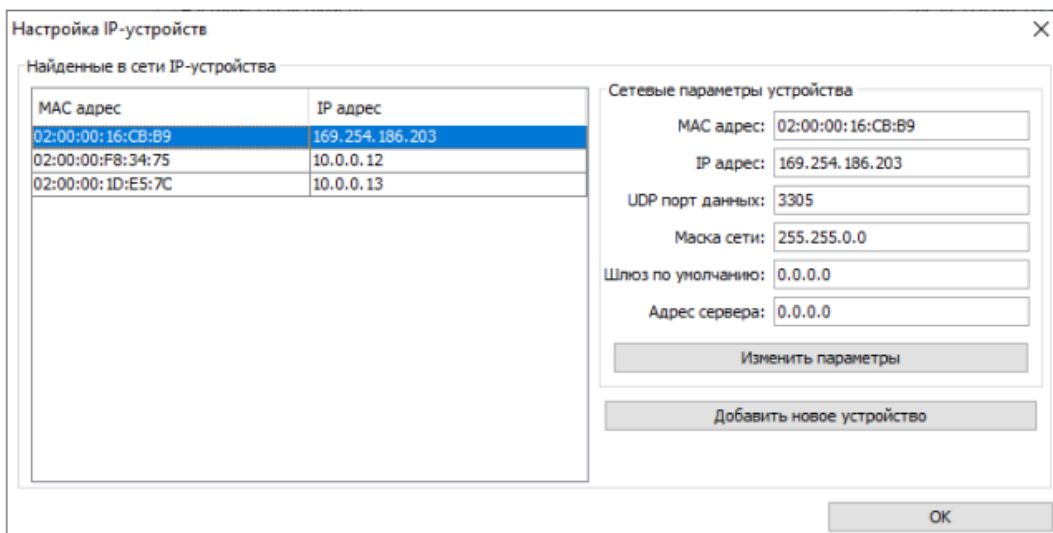 Настройка IP-устройств
Найденные в сети IP-устройства
MAC адрес IP адрес
02:00:00:16:CB:B9 169.254.186.203
02:00:00:F8:34:75 10.0.0.12
02:00:00:1D:E5:7C 10.0.0.13
Сетевые параметры устройства
MAC адрес: 02:00:00:16:CB:B9
IP адрес: 169.254.186.203
UDP порт данных: 3305
Маска сети: 255.255.0.0
Шлюз по умолчанию: 0.0.0.0
Адрес сервера: 0.0.0.0
Изменить параметры
Добавить новое устройство
OK